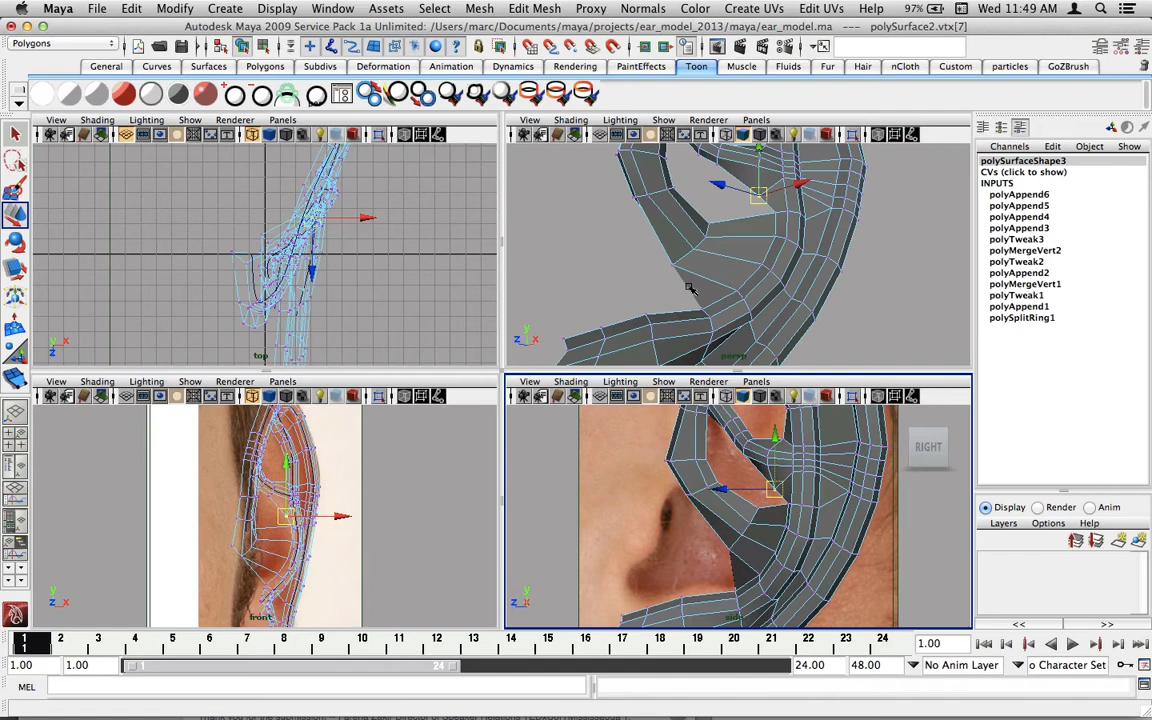 Maya File Edit Modify Create Display Window Assets Select Mesh Edit Mesh Proxy Normals Color Create UVs Edit UVs 97% Wed 11:49 AM
Autodesk Maya 2009 Service Pack 1a Unlimited: /Users/marc/Documents/maya/projects/ear_model_2013/maya/ear_model.ma --- polySurface2.vtx[7]
Polygons
General Curves Surfaces Polygons Subdivs Deformation Animation Dynamics Rendering PaintEffects Toon Muscle Fluids Fur Hair nCloth Custom particles GoZBrush
View Shading Lighting Show Renderer Panels
View Shading Lighting Show Renderer Panels
Channels Edit Object Show
polySurfaceShape3
CVs (click to show)
INPUTS
polyAppend6
polyAppend5
polyAppend4
polyAppend3
polyTweak3
polyMergeVert2
polyTweak2
polyAppend2
polyMergeVert1
polyTweak1
polyAppend1
polySplitRing1
y x
z
top
y
z x
persp
View Shading Lighting Show Renderer Panels
View Shading Lighting Show Renderer Panels
RIGHT
y
z x
front
y
z x
side
Display Render Anim
Layers Options Help
<< >>
1 2 3 4 5 6 7 8 9 10 11 12 13 14 15 16 17 18 19 20 21 22 23 24
1
1.00
1.00 1.00 1 24 24.00 48.00 No Anim Layer o Character Set
MEL